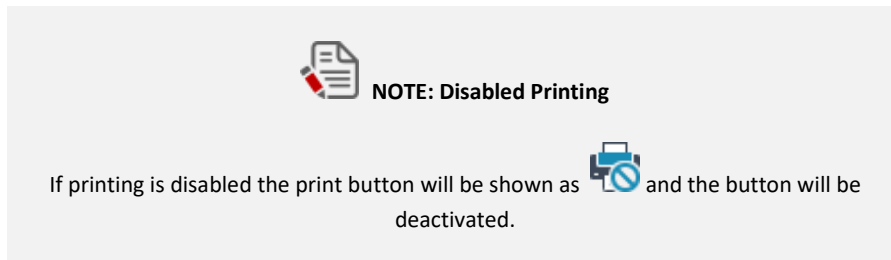 NOTE: Disabled Printing
If printing is disabled the print button will be shown as and the button will be
deactivated.